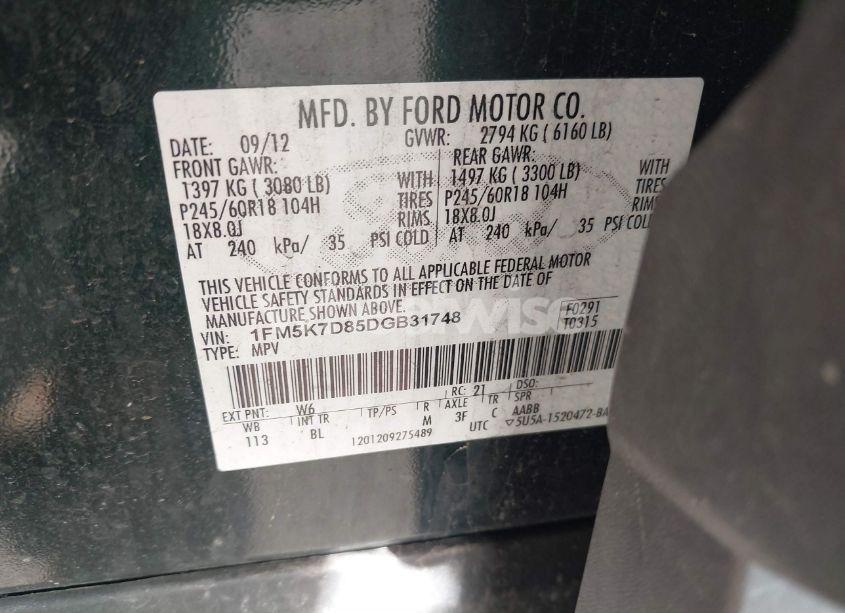 MFD. BY FORD MOTOR CO.
DATE: 09/12 GVWR: 2794 KG ( 6160 LB)
FRONT GAWR: REAR GAWR:
1397 KG ( 3080 LB) WITH 1497 KG ( 3300 LB) WITH
P245/60R18 104H TIRES P245/60R18 104H TIRES
18X8.0J RIMS 18X8.0J RIMS
AT 240 kPa/ 35 PSI COLD AT 240 kPa/ 35 PSI COLD
THIS VEHICLE CONFORMS TO ALL APPLICABLE FEDERAL MOTOR
VEHICLE SAFETY STANDARDS IN EFFECT ON THE DATE OF
MANUFACTURE SHOWN ABOVE.
VIN: 1FM5K7D85DGB31748 F0291
TYPE: MPV T0315
RC: 21 DSO:
EXT PNT: W6 AXLE TR SPR
WB INT TR TP/PS R 3F C AABB
113 BL 1201209275489 M UTC ▽5U5A-1520472-BA